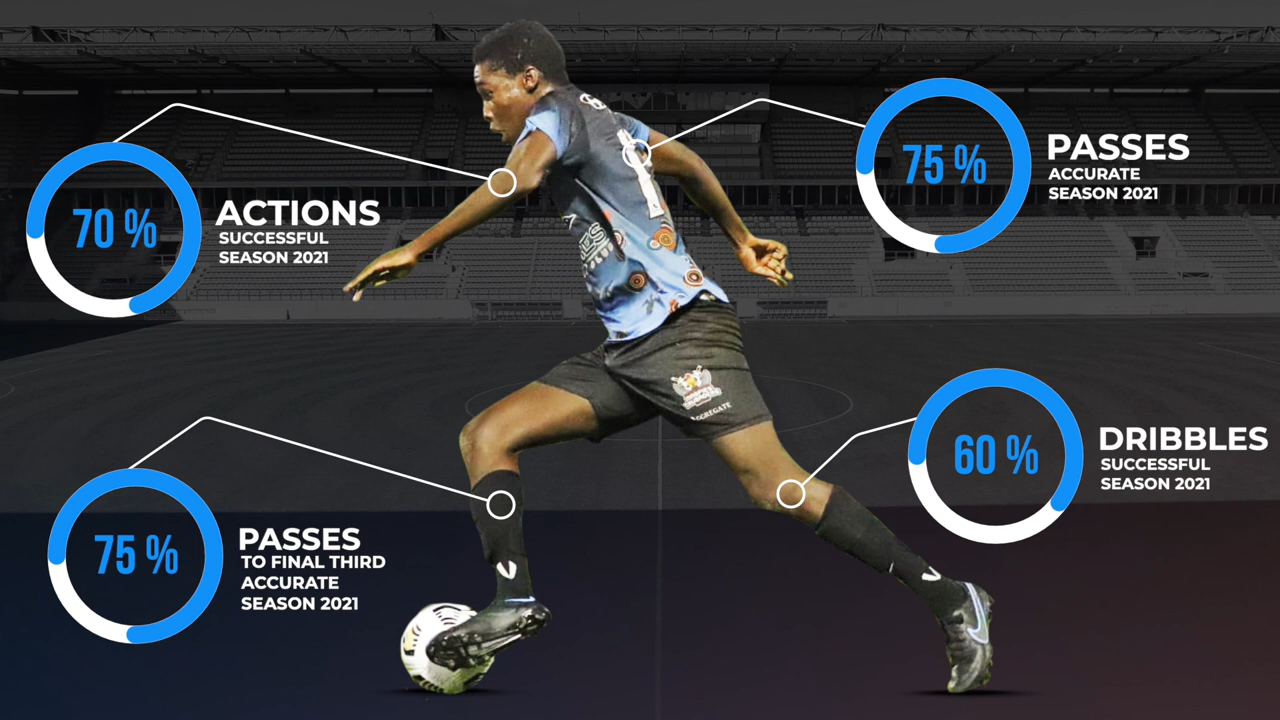 75 %
PASSES
ACCURATE
SEASON 2021
70 %
ACTIONS
SUCCESSFUL
SEASON 2021
60 %
DRIBBLES
SUCCESSFUL
SEASON 2021
75 %
PASSES
TO FINAL THIRD
ACCURATE
SEASON 2021